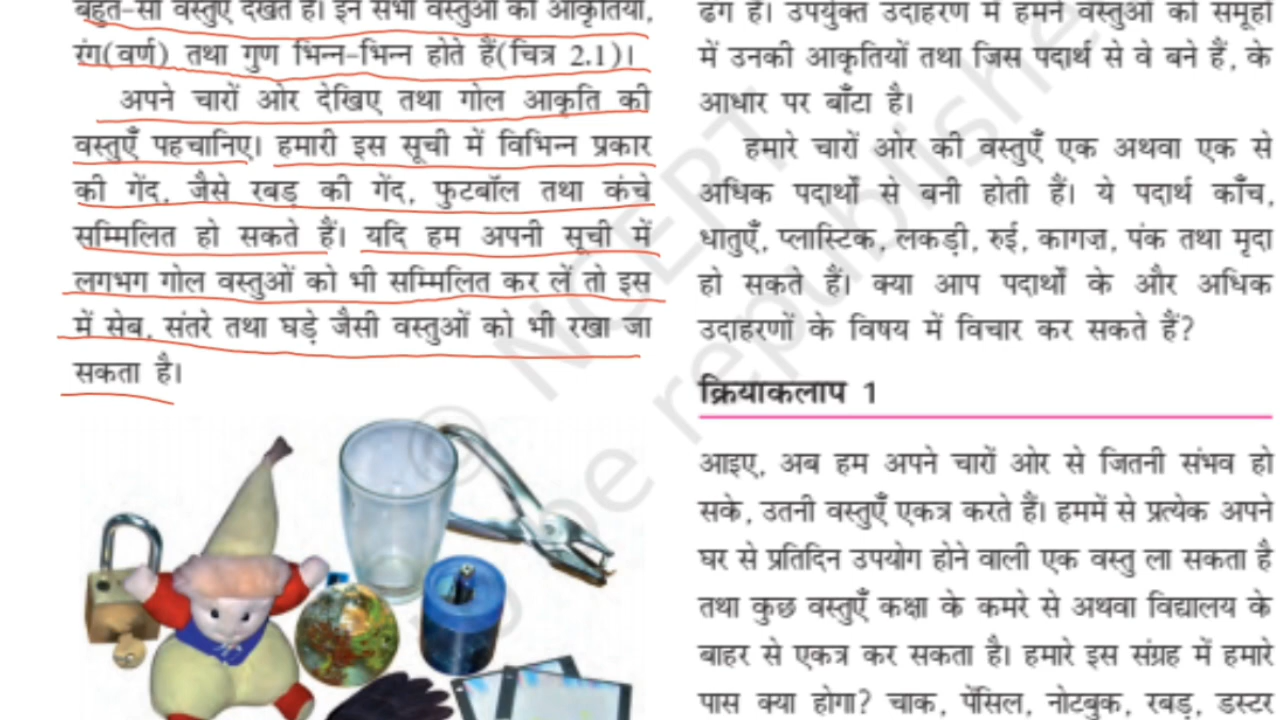 बहुत-सी वस्तुएँ देखते हैं। इन सभी वस्तुओं की आकृतियाँ,
रंग(वर्ण) तथा गुण भिन्न-भिन्न होते हैं(चित्र 2.1)।
अपने चारों ओर देखिए तथा गोल आकृति की
वस्तुएँ पहचानिए। हमारी इस सूची में विभिन्न प्रकार
की गेंद, जैसे रबड़ की गेंद, फुटबॉल तथा कंचे
सम्मिलित हो सकते हैं। यदि हम अपनी सूची में
लगभग गोल वस्तुओं को भी सम्मिलित कर लें तो इस
में सेब, संतरे तथा घड़े जैसी वस्तुओं को भी रखा जा
सकता है।
ढंग है। उपर्युक्त उदाहरण में हमने वस्तुओं को समूहों
में उनकी आकृतियों तथा जिस पदार्थ से वे बने हैं, के
आधार पर बाँटा है।
हमारे चारों ओर की वस्तुएँ एक अथवा एक से
अधिक पदार्थों से बनी होती हैं। ये पदार्थ काँच,
धातुएँ, प्लास्टिक, लकड़ी, रुई, कागज़, पंक तथा मृदा
हो सकते हैं। क्या आप पदार्थों के और अधिक
उदाहरणों के विषय में विचार कर सकते हैं?
क्रियाकलाप 1
आइए, अब हम अपने चारों ओर से जितनी संभव हो
सके, उतनी वस्तुएँ एकत्र करते हैं। हममें से प्रत्येक अपने
घर से प्रतिदिन उपयोग होने वाली एक वस्तु ला सकता है
तथा कुछ वस्तुएँ कक्षा के कमरे से अथवा विद्यालय के
बाहर से एकत्र कर सकता है। हमारे इस संग्रह में हमारे
पास क्या होगा? चाक, पेंसिल, नोटबुक, रबड़, डस्टर
© NCERT
be republishe